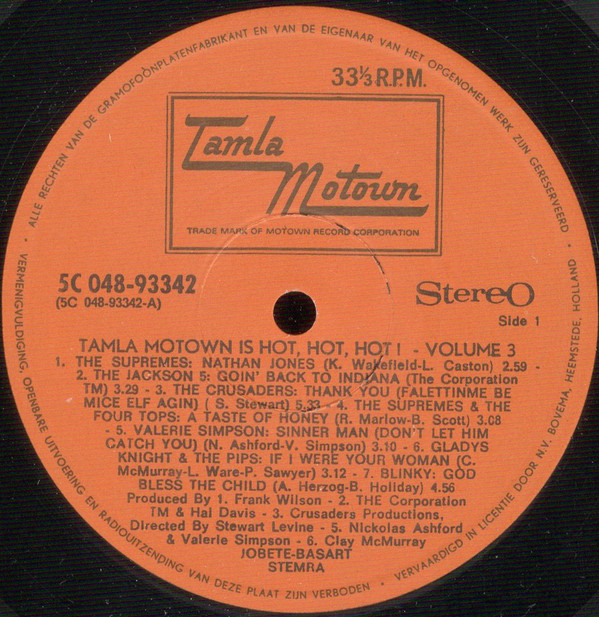 ALLE RECHTEN VAN DE GRAMOFOONPLATENFABRIKANT EN VAN DE EIGENAAR VAN HET OPGENOMEN WERK ZIJN GERESERVEERD •
VERMENIGVULDIGING, OPENBARE UITVOERING EN RADIOUITZENDING VAN DEZE PLAAT ZIJN VERBODEN •
VERVAARDIGD IN LICENTIE DOOR N.V. BOVEMA, HEEMSTEDE, HOLLAND •
33⅓ R.P.M.
Tamla
Motown
TRADE MARK OF MOTOWN RECORD CORPORATION
5C 048-93342
(5C 048-93342-A)
StereO
Side 1
TAMLA MOTOWN IS HOT, HOT, HOT! - VOLUME 3
1. THE SUPREMES: NATHAN JONES (K. Wakefield-L. Caston) 2.59 -
2. THE JACKSON 5: GOIN' BACK TO INDIANA (The Corporation
TM) 3.29 - 3. THE CRUSADERS: THANK YOU (FALETTINME BE
MICE ELF AGIN) ( S. Stewart) 5.33 - 4. THE SUPREMES & THE
FOUR TOPS: A TASTE OF HONEY (R. Marlow-B. Scott) 3.08
- 5. VALERIE SIMPSON: SINNER MAN (DON'T LET HIM
CATCH YOU) (N. Ashford-V. Simpson) 3.10 - 6. GLADYS
KNIGHT & THE PIPS: IF I WERE YOUR WOMAN (C.
McMURRAY-L. Ware-P. Sawyer) 3.12 - 7. BLINKY: GOD
BLESS THE CHILD (A. Herzog-B. Holiday) 4.56
Produced By 1. Frank Wilson - 2. The Corporation
TM & Hal Davis - 3. Crusaders Productions,
Directed By Stewart Levine - 5. Nickolas Ashford
& Valerie Simpson - 6. Clay McMurray
JOBETE-BASART
STEMRA